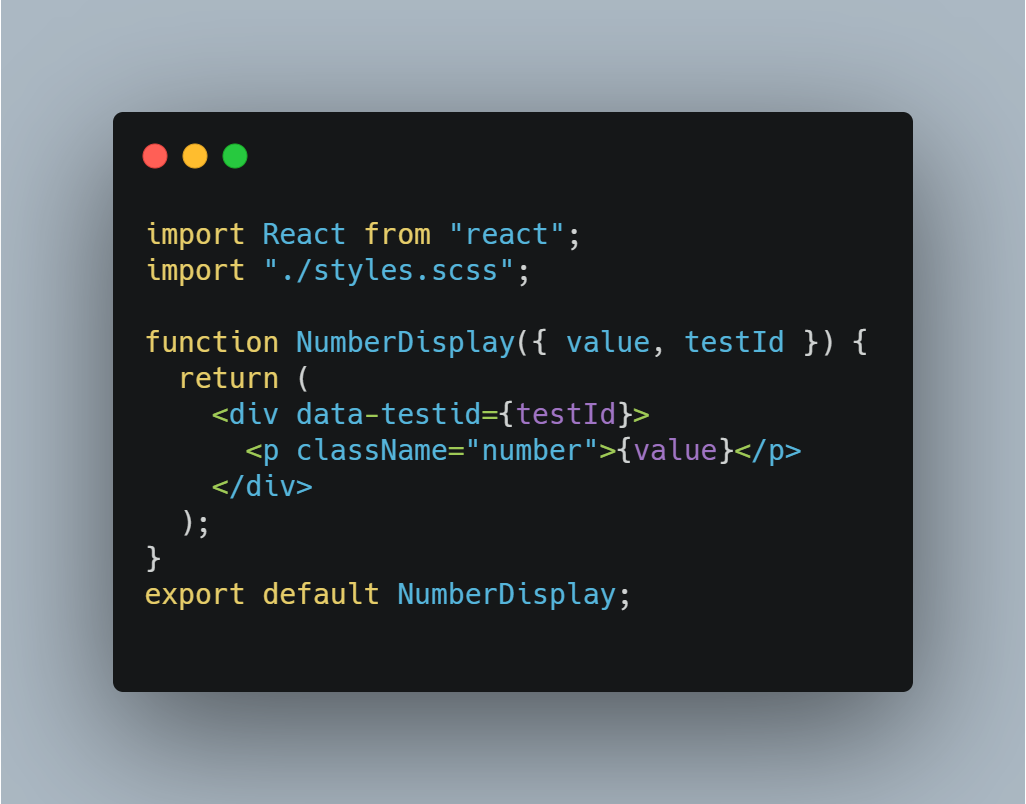 import React from "react";
import "./styles.scss";
function NumberDisplay({ value, testId }) {
  return (
    <div data-testid={testId}>
      <p className="number">{value}</p>
    </div>
  );
}
export default NumberDisplay;